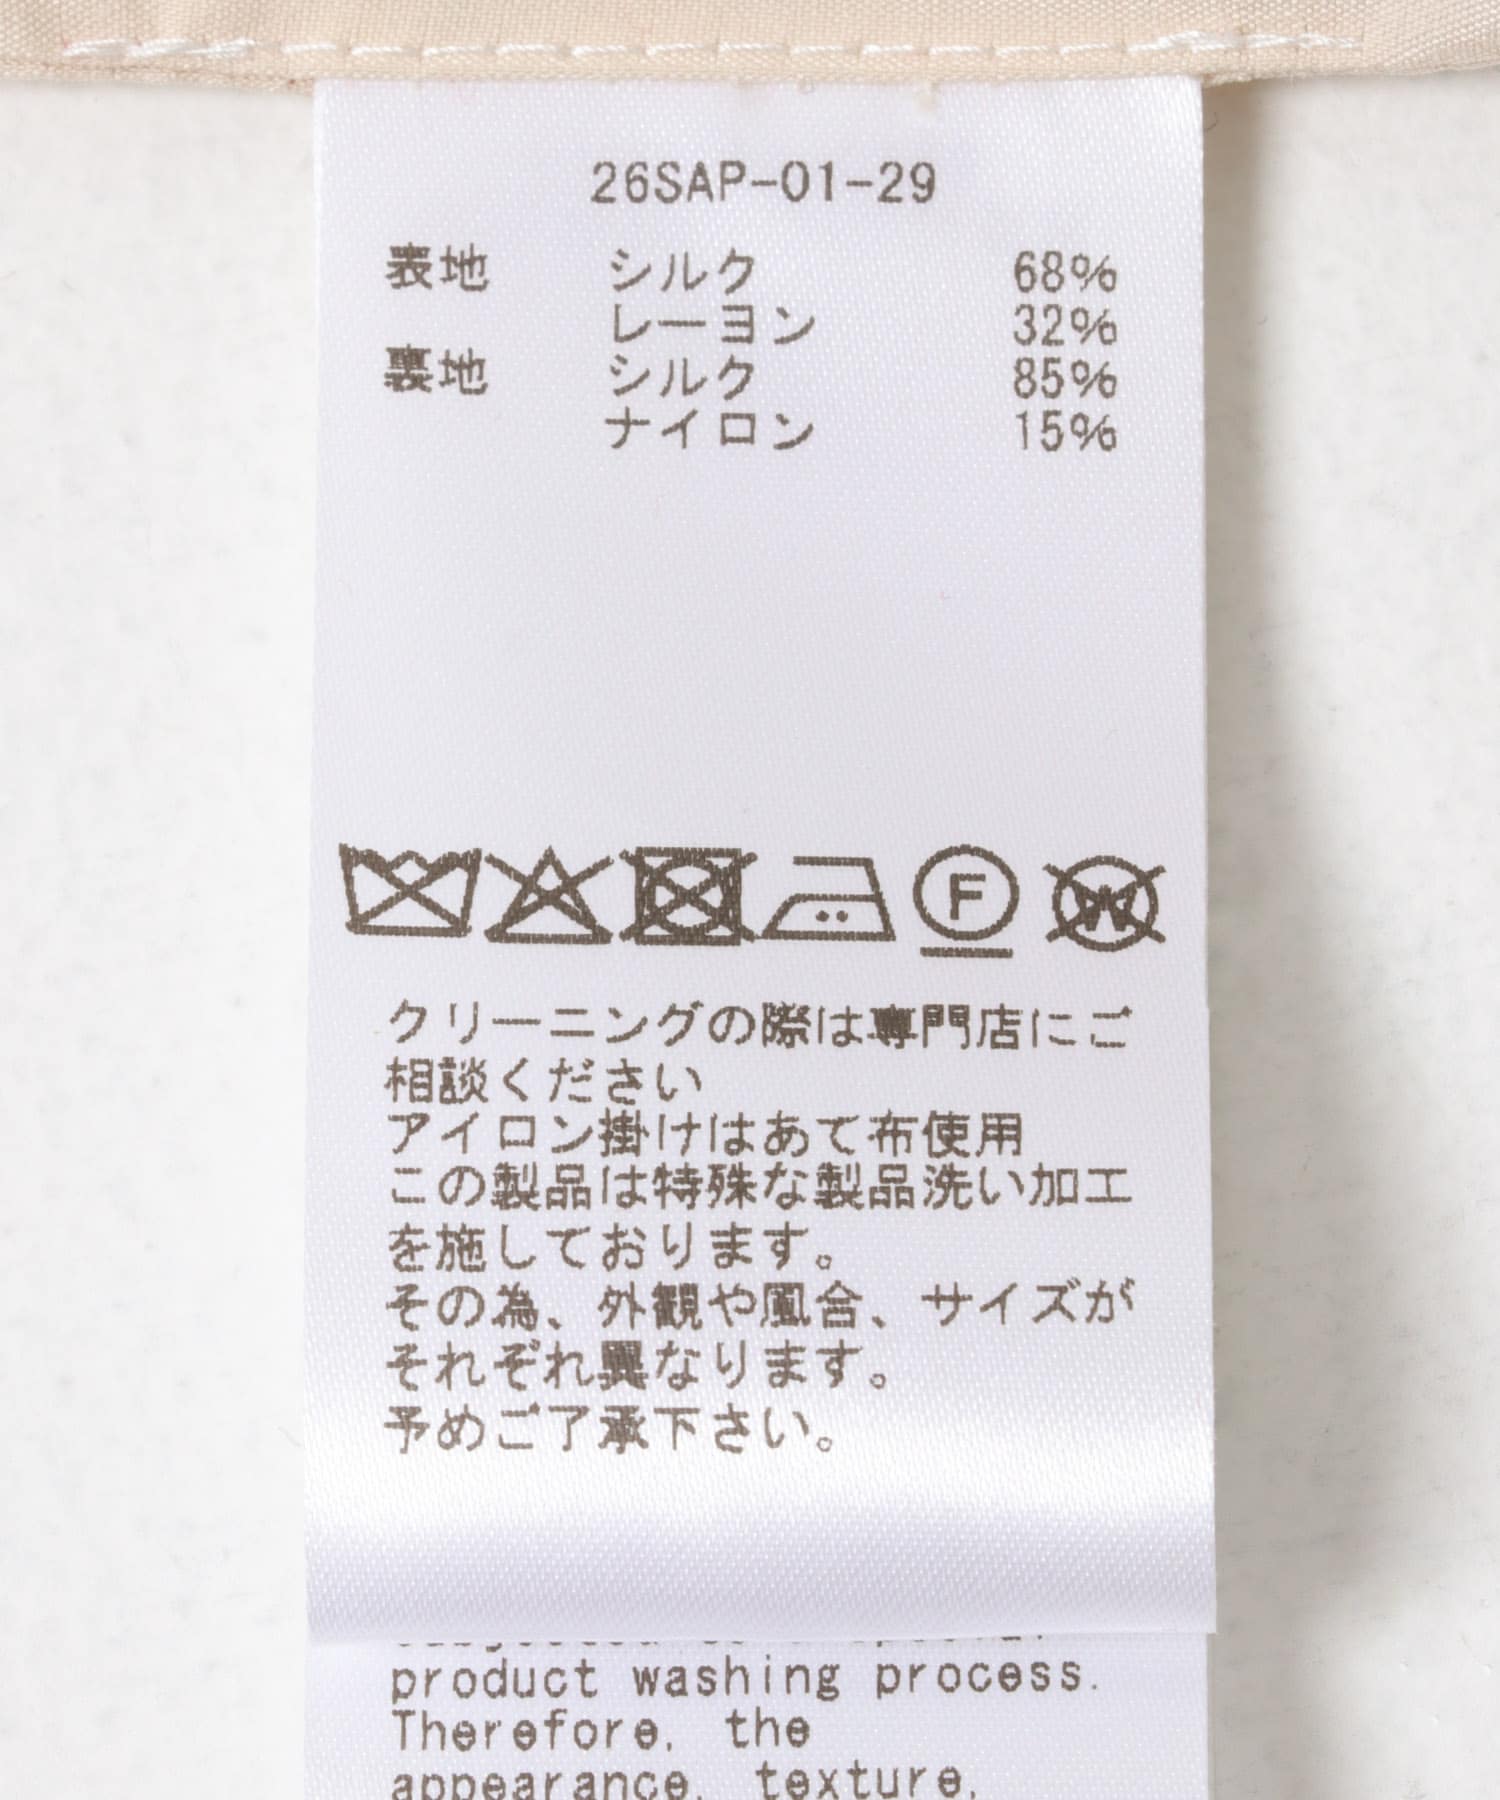 26SAP-01-29
表地 シルク 68%
レーヨン 32%
裏地 シルク 85%
ナイロン 15%
F
W
クリーニングの際は専門店にご
相談ください
アイロン掛けはあて布使用
この製品は特殊な製品洗い加工
を施しております。
その為、外観や風合、サイズが
それぞれ異なります。
予めご了承下さい。
product washing process.
Therefore, the
appearance, texture,